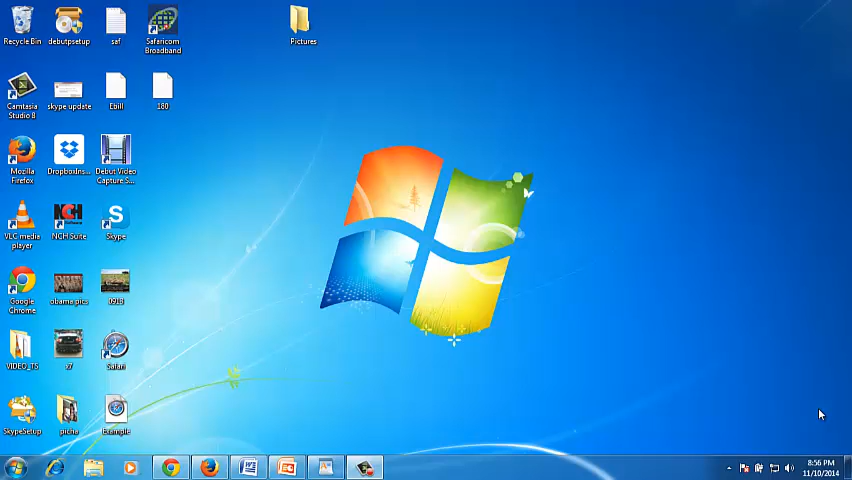 Recycle Bin
debutpsetup
saf
Safaricom
Broadband
Pictures
Camtasia
Studio 8
skype update
Ebill
180
Mozilla
Firefox
DropboxIns...
Debut Video
Capture S...
VLC media
player
NCH Suite
Skype
Google
Chrome
obama pics
0913
VIDEO_TS
x7
Safari
SkypeSetup
picha
Example
8:56 PM
11/10/2014